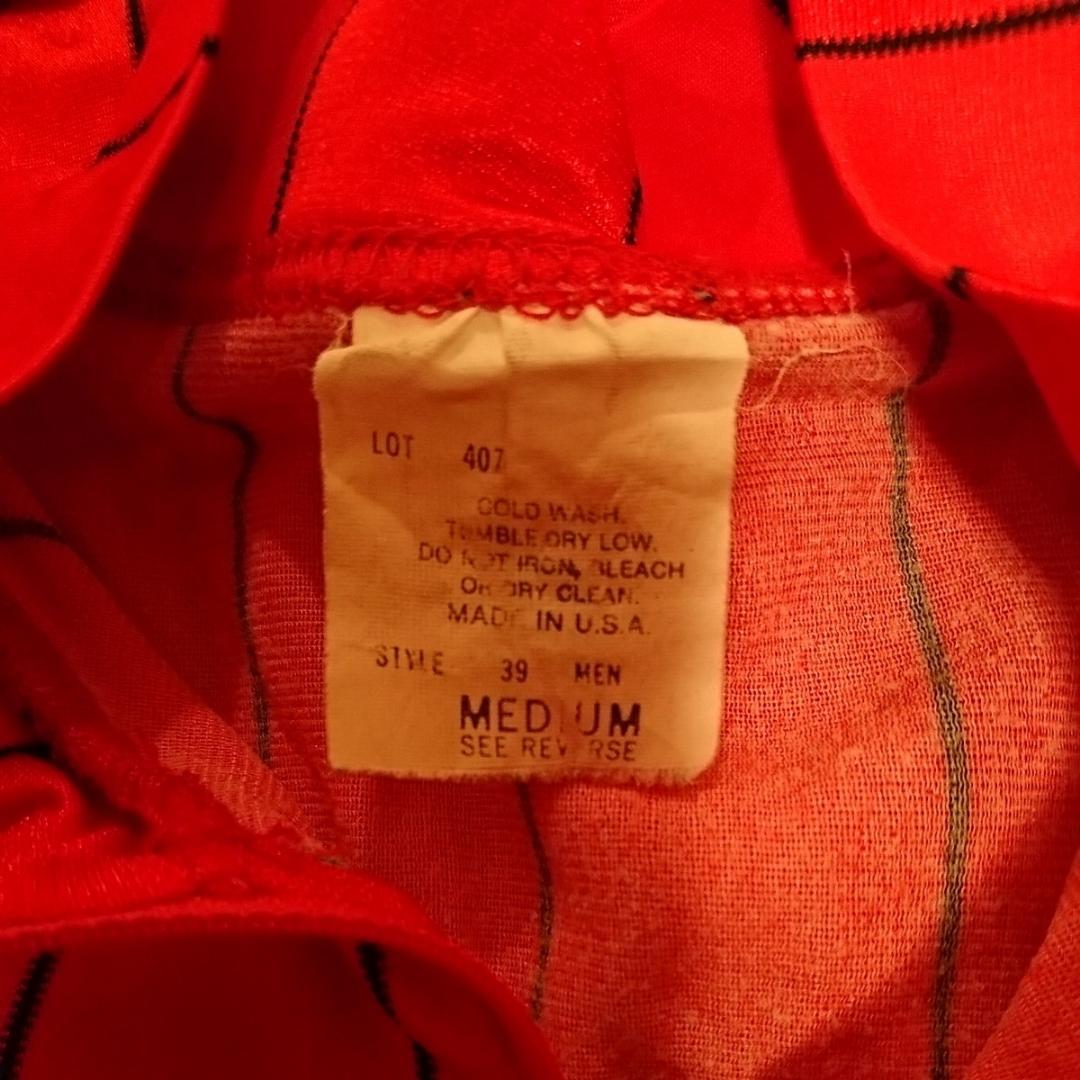 LOT 407
COLD WASH.
TUMBLE DRY LOW.
DO NOT IRON, BLEACH
OR DRY CLEAN.
MADE IN U.S.A.
STYLE 39 MEN
MEDIUM
SEE REVERSE